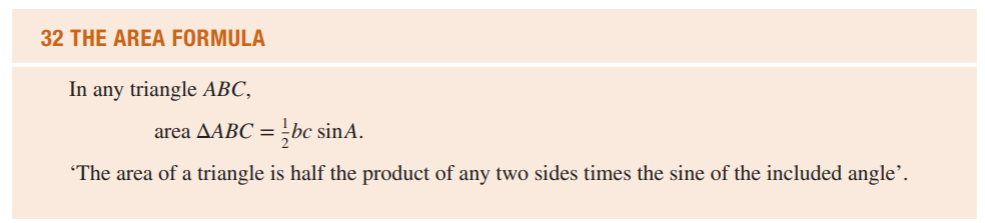 32 THE AREA FORMULA
In any triangle ABC,
area ΔABC = ½bc sin A.
‘The area of a triangle is half the product of any two sides times the sine of the included angle’.